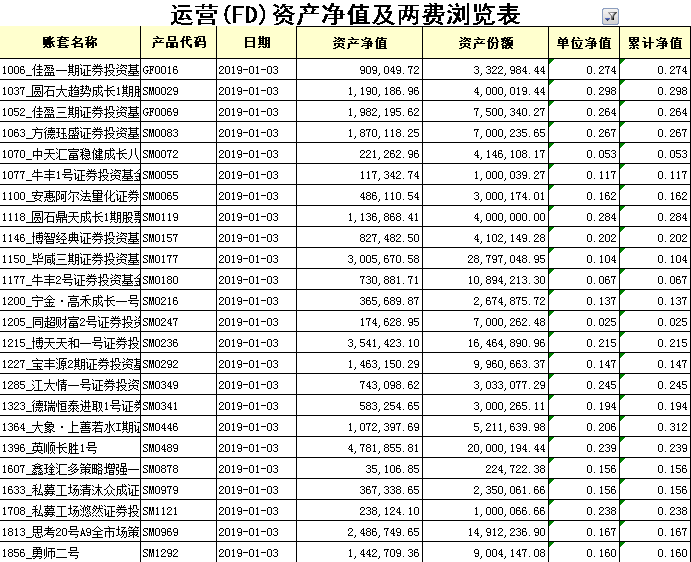 运营(FD)资产净值及两费浏览表
账套名称 产品代码 日期 资产净值 资产份额 单位净值 累计净值
1006_佳盈一期证券投资基 GF0016 2019-01-03 909,049.72 3,322,984.44 0.274 0.274
1037_圆石大趋势成长1期股 SM0029 2019-01-03 1,190,186.96 4,000,019.44 0.298 0.298
1052_佳盈三期证券投资基 GF0069 2019-01-03 1,982,195.62 7,500,340.27 0.264 0.264
1063_方德珏盛证券投资基 SM0083 2019-01-03 1,870,118.25 7,000,235.65 0.267 0.267
1070_中天汇富稳健成长八 SM0072 2019-01-03 221,262.96 4,146,108.17 0.053 0.053
1077_牛丰1号证券投资基金 SM0055 2019-01-03 117,342.74 1,000,039.27 0.117 0.117
1100_安惠阿尔法量化证券 SM0065 2019-01-03 486,110.54 3,000,174.01 0.162 0.162
1118_圆石鼎天成长1期股票 SM0119 2019-01-03 1,136,868.41 4,000,000.00 0.284 0.284
1146_博智经典证券投资基 SM0157 2019-01-03 827,482.50 4,102,149.28 0.202 0.202
1150_毕咸三期证券投资基 SM0177 2019-01-03 3,005,670.58 28,797,048.95 0.104 0.104
1177_牛丰2号证券投资基金 SM0180 2019-01-03 730,881.71 10,894,213.30 0.067 0.067
1200_宁金·高禾成长一号 SM0216 2019-01-03 365,689.87 2,674,875.72 0.137 0.137
1205_同超财富2号证券投资 SM0247 2019-01-03 174,628.95 7,000,262.48 0.025 0.025
1215_博天天和一号证券投 SM0236 2019-01-03 3,541,423.10 16,464,890.96 0.215 0.215
1227_宝丰源2期证券投资基 SM0292 2019-01-03 1,463,150.29 9,960,663.37 0.147 0.147
1285_江大情一号证券投资 SM0349 2019-01-03 743,098.62 3,033,077.29 0.245 0.245
1323_德瑞恒泰进取1号证券 SM0341 2019-01-03 583,254.65 3,000,265.11 0.194 0.194
1364_大象·上善若水I期证 SM0446 2019-01-03 1,072,397.69 5,211,639.98 0.206 0.312
1396_英顺长胜1号 SM0489 2019-01-03 4,781,855.81 20,000,194.44 0.239 0.239
1607_鑫琻汇多策略增强一 SM0878 2019-01-03 35,106.85 224,722.38 0.156 0.156
1633_私募工场清沐众成证 SM0979 2019-01-03 367,338.65 2,350,061.66 0.156 0.156
1708_私募工场悠然证券投 SM1121 2019-01-03 238,124.10 1,000,066.66 0.238 0.238
1813_思考20号A9全市场策 SM0969 2019-01-03 2,486,749.65 14,912,236.90 0.167 0.167
1856_勇师二号 SM1292 2019-01-03 1,442,709.36 9,004,147.08 0.160 0.160